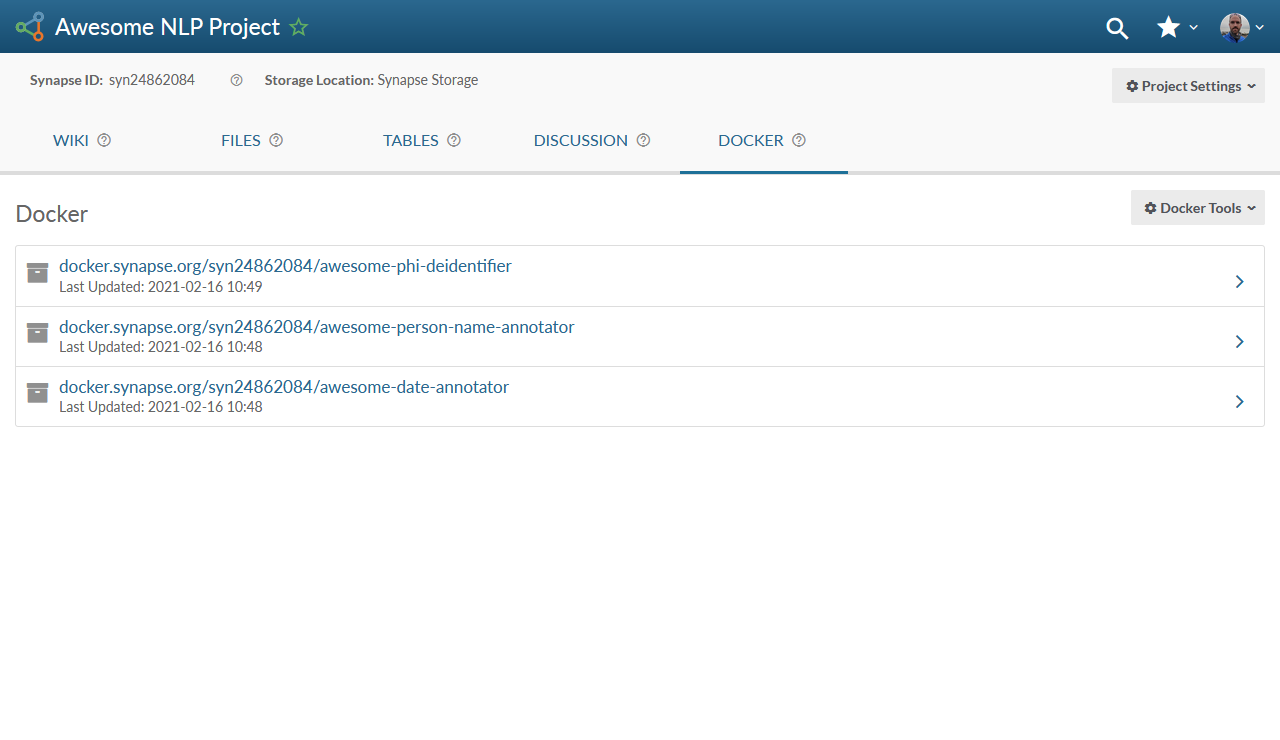 Awesome NLP Project
Synapse ID: syn24862084 Storage Location: Synapse Storage
Project Settings
WIKI FILES TABLES DISCUSSION DOCKER
Docker
Docker Tools
docker.synapse.org/syn24862084/awesome-phi-deidentifier
Last Updated: 2021-02-16 10:49
docker.synapse.org/syn24862084/awesome-person-name-annotator
Last Updated: 2021-02-16 10:48
docker.synapse.org/syn24862084/awesome-date-annotator
Last Updated: 2021-02-16 10:48